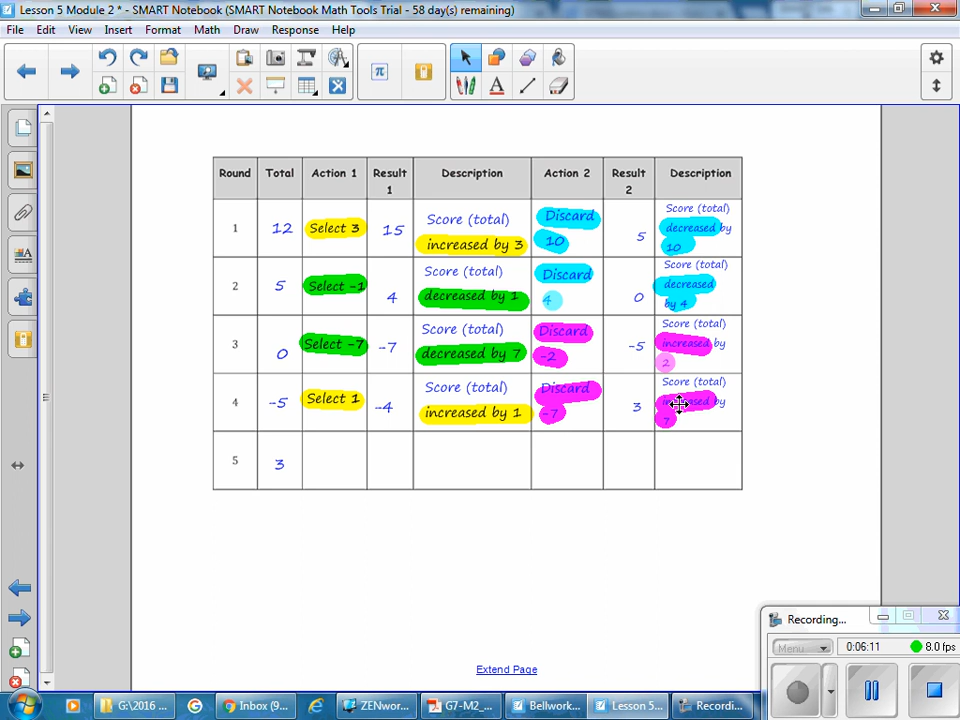 Lesson 5 Module 2 * - SMART Notebook (SMART Notebook Math Tools Trial - 58 day(s) remaining)
File Edit View Insert Format Math Draw Response Help
Round Total Action 1 Result 1 Description Action 2 Result 2 Description
1 12 Select 3 15 Score (total) increased by 3 Discard 10 5 Score (total) decreased by 10
2 5 Select -1 4 Score (total) decreased by 1 Discard 4 0 Score (total) decreased by 4
3 0 Select -7 -7 Score (total) decreased by 7 Discard -2 -5 Score (total) increased by 2
4 -5 Select 1 -4 Score (total) increased by 1 Discard -7 3 Score (total) increased by 7
5 3
Extend Page
Recording...
Menu 0:06:11 8.0 fps
G:\2016 ... Inbox (9... ZENwor... G7-M2_... Bellwork... Lesson 5... Recordi...